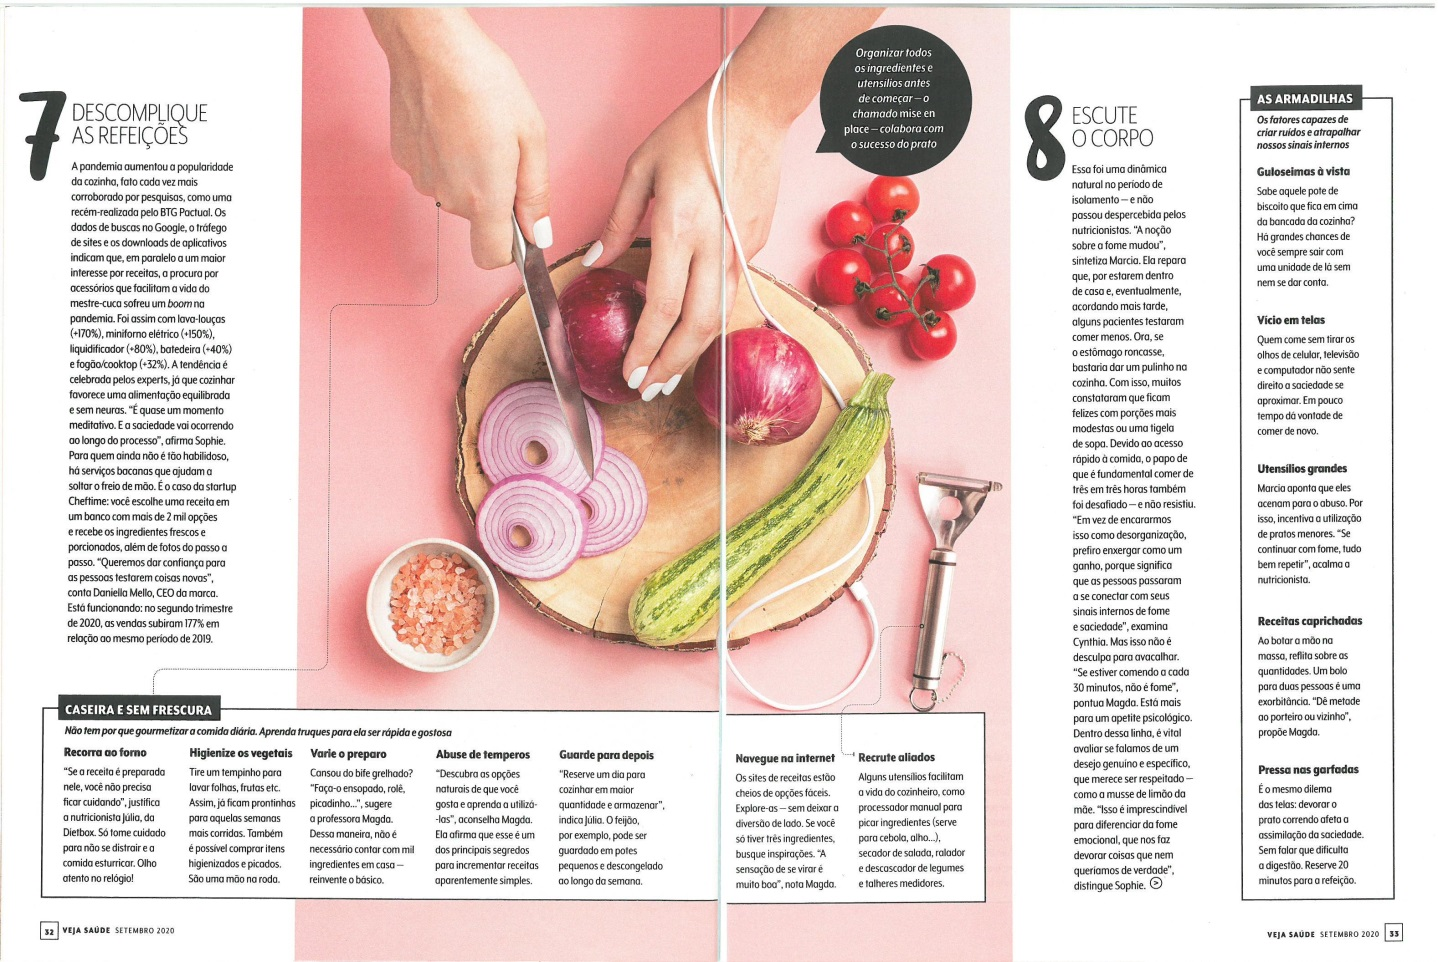 7
DESCOMPLIQUE
AS REFEIÇÕES
A pandemia aumentou a popularidade
da cozinha, fato cada vez mais
corroborado por pesquisas, como uma
recém-realizada pelo BTG Pactual. Os
dados de buscas no Google, o tráfego
de sites e os downloads de aplicativos
indicam que, em paralelo a um maior
interesse por receitas, a procura por
acessórios que facilitam a vida do
mestre-cuca sofreu um boom na
pandemia. Foi assim com lava-louças
(+170%), miniforno elétrico (+150%),
liquidificador (+80%), batedeira (+40%)
e fogão/cooktop (+32%). A tendência é
celebrada pelos experts, já que cozinhar
favorece uma alimentação equilibrada
e sem neuras. “É quase um momento
meditativo. E a saciedade vai ocorrendo
ao longo do processo”, afirma Sophie.
Para quem ainda não é tão habilidoso,
há serviços bacanas que ajudam a
soltar o freio de mão. É o caso da startup
Cheftime: você escolhe uma receita em
um banco com mais de 2 mil opções
e recebe os ingredientes frescos e
porcionados, além de fotos do passo a
passo. “Queremos dar confiança para
as pessoas testarem coisas novas”,
conta Daniella Mello, CEO da marca.
Está funcionando: no segundo trimestre
de 2020, as vendas subiram 177% em
relação ao mesmo período de 2019.
Organizar todos
os ingredientes e
utensílios antes
de começar — o
chamado mise en
place — colabora com
o sucesso do prato
CASEIRA E SEM FRESCURA
Não tem por que gourmetizar a comida diária. Aprenda truques para ela ser rápida e gostosa
Recorra ao forno
“Se a receita é preparada
nele, você não precisa
ficar cuidando”, justifica
a nutricionista Júlia, da
Dietbox. Só tome cuidado
para não se distrair e a
comida esturricar. Olho
atento no relógio!
Higienize os vegetais
Tire um tempinho para
lavar folhas, frutas etc.
Assim, já ficam prontinhas
para aquelas semanas
mais corridas. Também
é possível comprar itens
higienizados e picados.
São uma mão na roda.
Varie o preparo
Cansou do bife grelhado?
“Faça-o ensopado, rolê,
picadinho...”, sugere
a professora Magda.
Dessa maneira, não é
necessário contar com mil
ingredientes em casa —
reinvente o básico.
Abuse de temperos
“Descubra as opções
naturais de que você
gosta e aprenda a utilizá-
-las”, aconselha Magda.
Ela afirma que esse é um
dos principais segredos
para incrementar receitas
aparentemente simples.
Guarde para depois
“Reserve um dia para
cozinhar em maior
quantidade e armazenar”,
indica Júlia. O feijão,
por exemplo, pode ser
guardado em potes
pequenos e descongelado
ao longo da semana.
Navegue na internet
Os sites de receitas estão
cheios de opções fáceis.
Explore-as — sem deixar a
diversão de lado. Se você
só tiver três ingredientes,
busque inspirações. “A
sensação de se virar é
muito boa”, nota Magda.
Recrute aliados
Alguns utensílios facilitam
a vida do cozinheiro, como
processador manual para
picar ingredientes (serve
para cebola, alho...),
secador de salada, ralador
e descascador de legumes
e talheres medidores.
32 VEJA SAÚDE SETEMBRO 2020
8
ESCUTE
O CORPO
Essa foi uma dinâmica
natural no período de
isolamento — e não
passou despercebida pelos
nutricionistas. “A noção
sobre a fome mudou”,
sintetiza Marcia. Ela repara
que, por estarem dentro
de casa e, eventualmente,
acordando mais tarde,
alguns pacientes testaram
comer menos. Ora, se
o estômago roncasse,
bastaria dar um pulinho na
cozinha. Com isso, muitos
constataram que ficam
felizes com porções mais
modestas ou uma tigela
de sopa. Devido ao acesso
rápido à comida, o papo de
que é fundamental comer de
três em três horas também
foi desafiado — e não resistiu.
“Em vez de encararmos
isso como desorganização,
prefiro enxergar como um
ganho, porque significa
que as pessoas passaram
a se conectar com seus
sinais internos de fome
e saciedade”, examina
Cynthia. Mas isso não é
desculpa para avacalhar.
“Se estiver comendo a cada
30 minutos, não é fome”,
pontua Magda. Está mais
para um apetite psicológico.
Dentro dessa linha, é vital
avaliar se falamos de um
desejo genuíno e específico,
que merece ser respeitado —
como a musse de limão da
mãe. “Isso é imprescindível
para diferenciar da fome
emocional, que nos faz
devorar coisas que nem
queríamos de verdade”,
distingue Sophie.
AS ARMADILHAS
Os fatores capazes de
criar ruídos e atrapalhar
nossos sinais internos
Guloseimas à vista
Sabe aquele pote de
biscoito que fica em cima
da bancada da cozinha?
Há grandes chances de
você sempre sair com
uma unidade de lá sem
nem se dar conta.
Vício em telas
Quem come sem tirar os
olhos de celular, televisão
e computador não sente
direito a saciedade se
aproximar. Em pouco
tempo dá vontade de
comer de novo.
Utensílios grandes
Marcia aponta que eles
acenam para o abuso. Por
isso, incentiva a utilização
de pratos menores. “Se
continuar com fome, tudo
bem repetir”, acalma a
nutricionista.
Receitas caprichadas
Ao botar a mão na
massa, reflita sobre as
quantidades. Um bolo
para duas pessoas é uma
exorbitância. “Dê metade
ao porteiro ou vizinho”,
propõe Magda.
Pressa nas garfadas
É o mesmo dilema
das telas: devorar o
prato correndo afeta a
assimilação da saciedade.
Sem falar que dificulta
a digestão. Reserve 20
minutos para a refeição.
VEJA SAÚDE SETEMBRO 2020 33